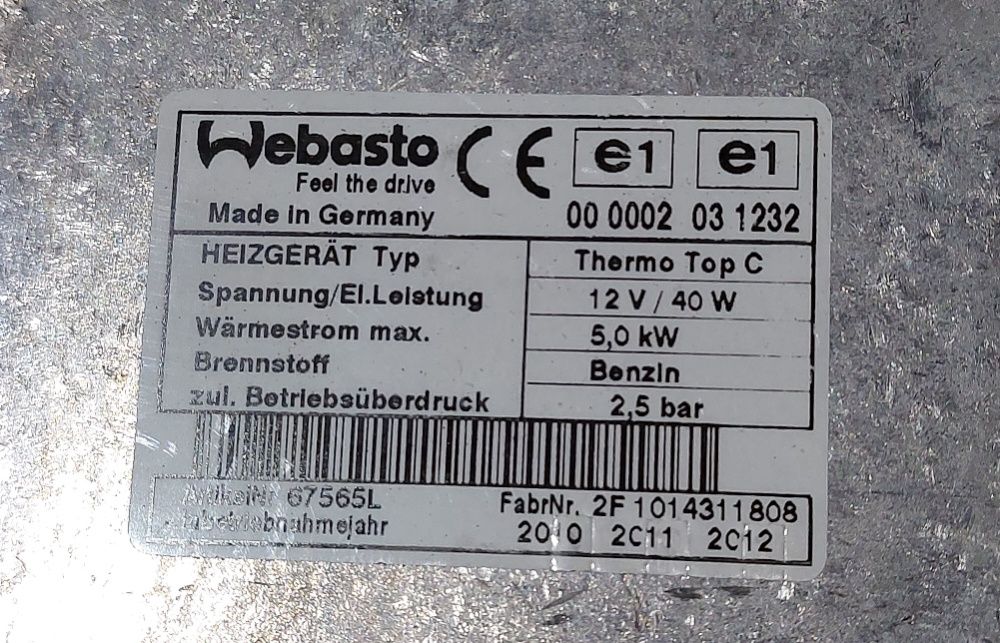 Webasto
Feel the drive
Made in Germany
CE e1 e1
00 0002 03 1232
HEIZGERÄT Typ Thermo Top C
Spannung/El.Leistung 12 V / 40 W
Wärmestrom max. 5,0 kW
Brennstoff Benzin
zul. Betriebsüberdruck 2,5 bar
ArtikelNr. 67565L FabrNr. 2F 1014311808
Inbetriebnahmejahr 2010 2011 2012